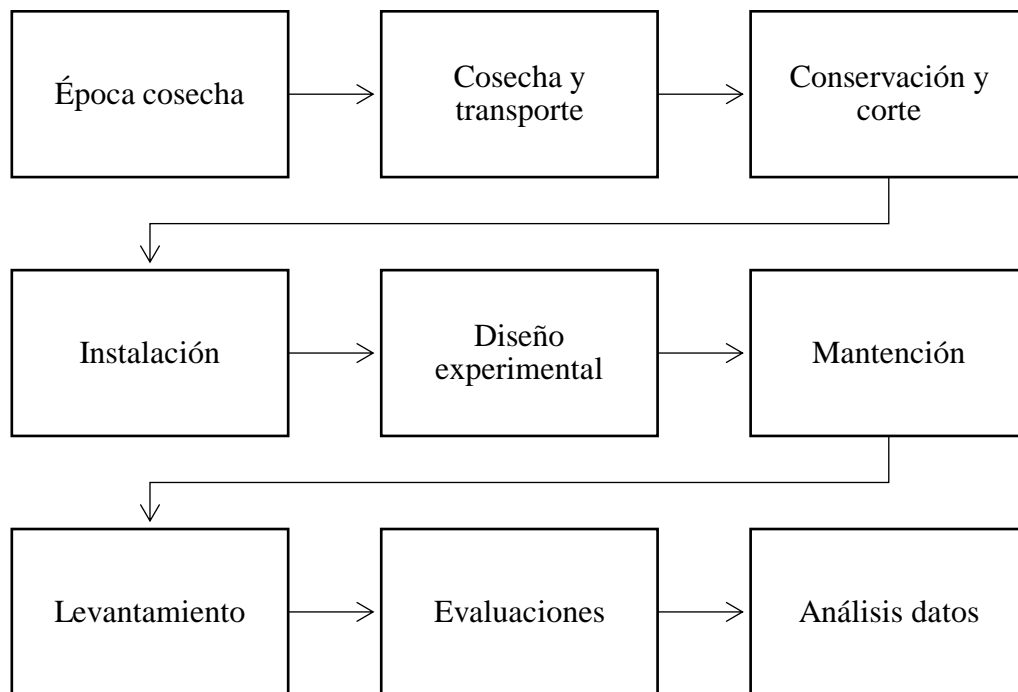 Época cosecha
Cosecha y
transporte
Conservación y
corte
Instalación
Diseño
experimental
Mantención
Levantamiento
Evaluaciones
Análisis datos